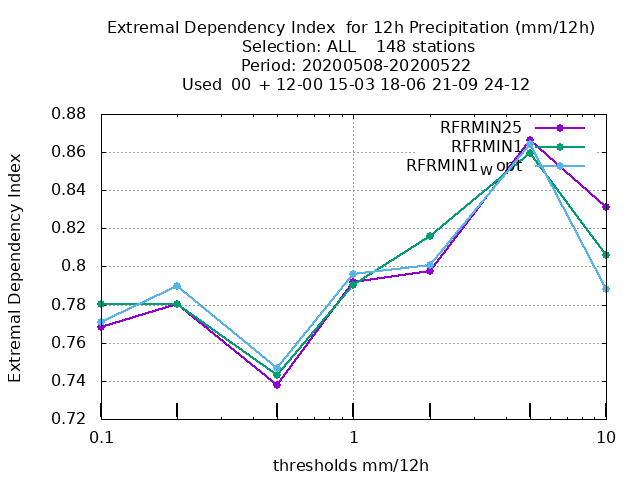 Extremal Dependency Index  for 12h Precipitation (mm/12h)
Selection: ALL    148 stations
Period: 20200508-20200522
Used  00 + 12-00 15-03 18-06 21-09 24-12
Extremal Dependency Index
0.88
0.86
0.84
0.82
0.8
0.78
0.76
0.74
0.72
RFRMIN25
RFRMIN1
RFRMIN1W opt
0.1
1
10
thresholds mm/12h